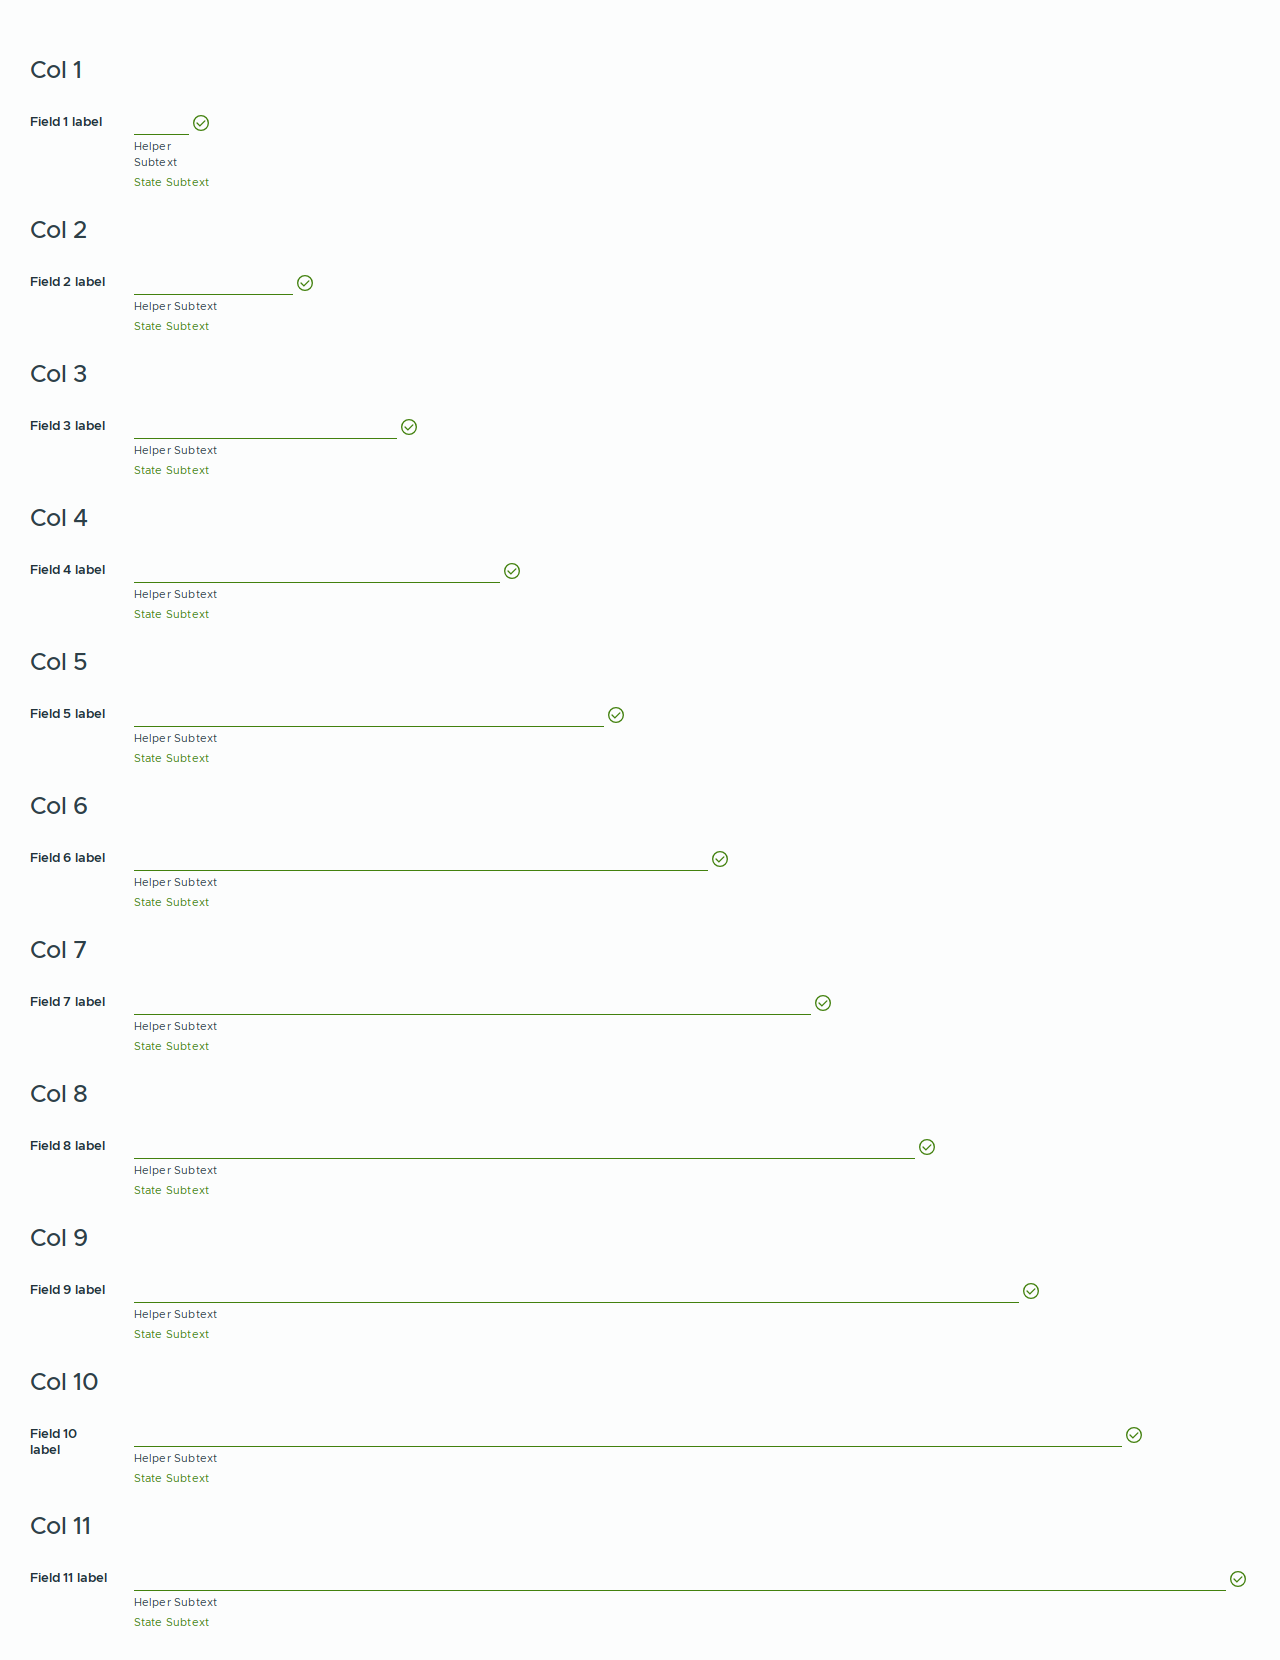 Col 1
Field 1 label
Helper
Subtext
State Subtext
Col 2
Field 2 label
Helper Subtext
State Subtext
Col 3
Field 3 label
Helper Subtext
State Subtext
Col 4
Field 4 label
Helper Subtext
State Subtext
Col 5
Field 5 label
Helper Subtext
State Subtext
Col 6
Field 6 label
Helper Subtext
State Subtext
Col 7
Field 7 label
Helper Subtext
State Subtext
Col 8
Field 8 label
Helper Subtext
State Subtext
Col 9
Field 9 label
Helper Subtext
State Subtext
Col 10
Field 10
label
Helper Subtext
State Subtext
Col 11
Field 11 label
Helper Subtext
State Subtext